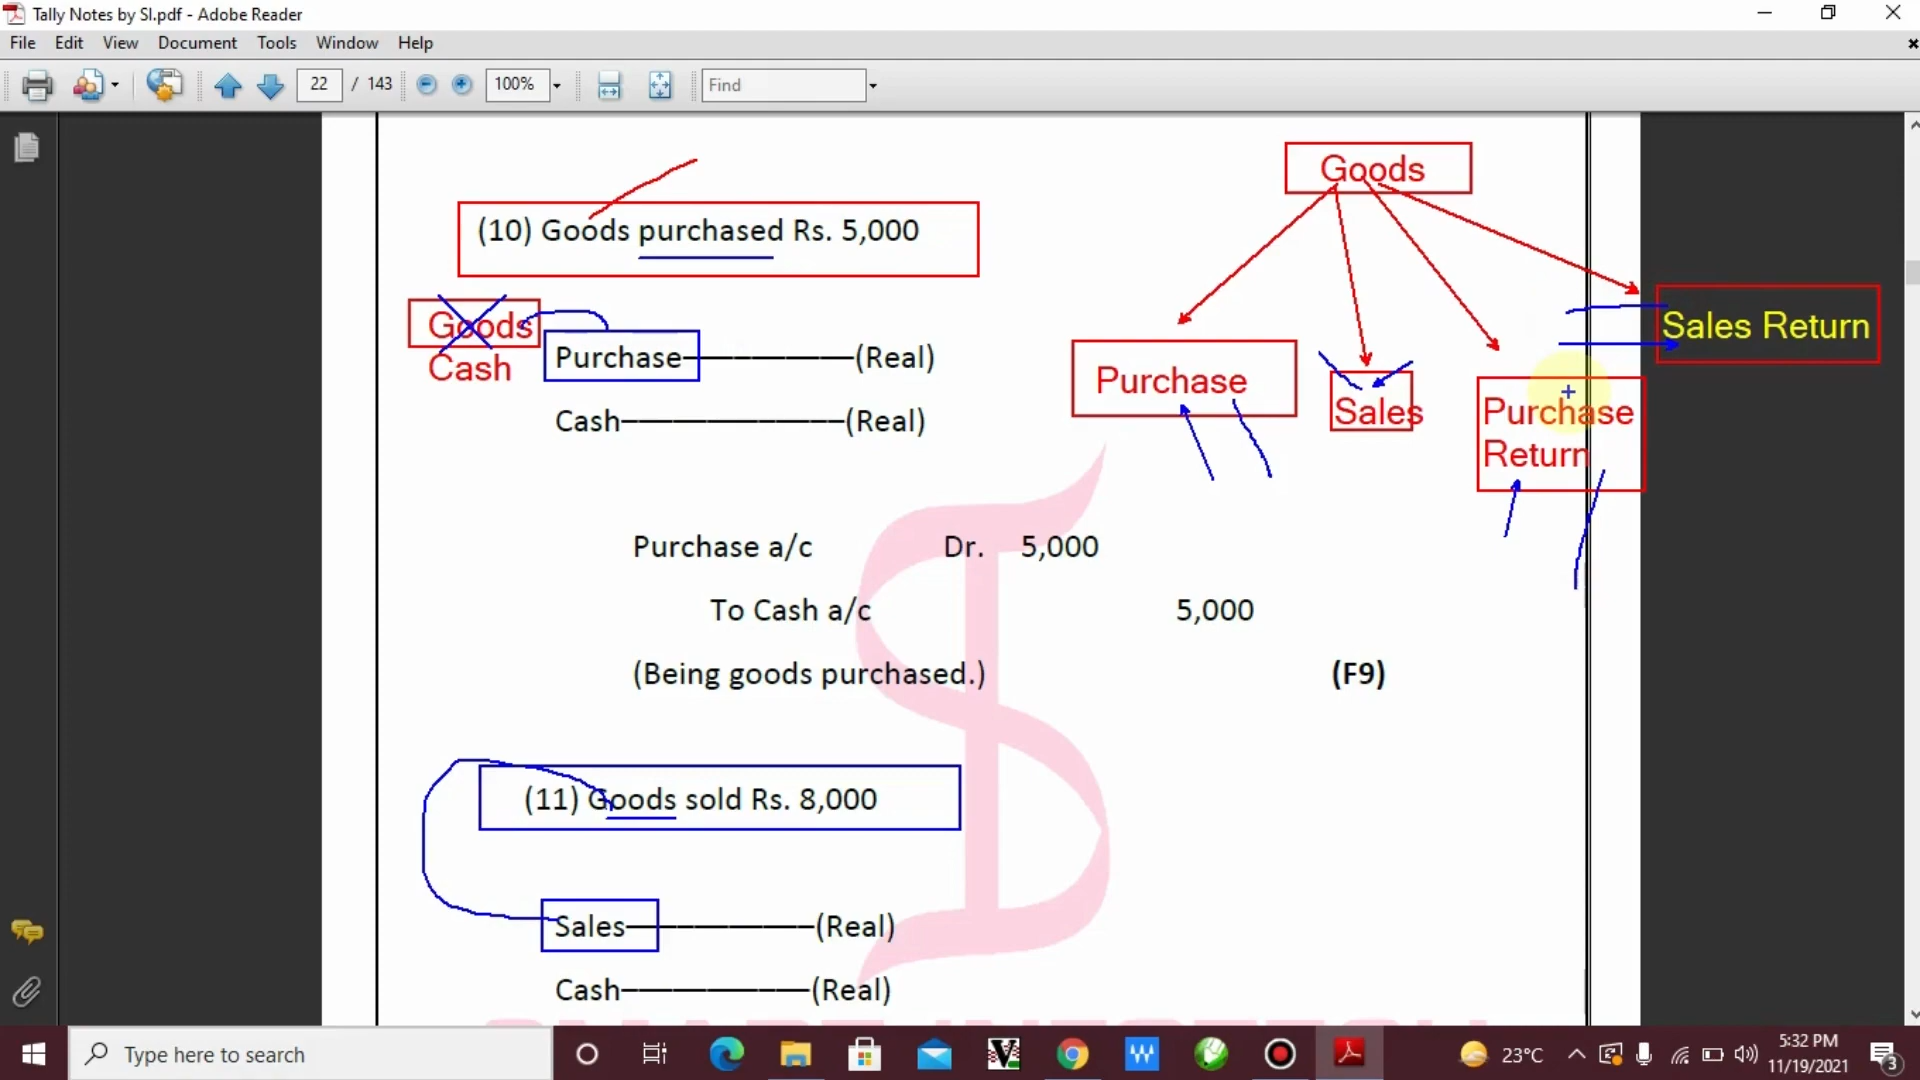 Tally Notes by SI.pdf - Adobe Reader
File Edit View Document Tools Window Help
22 / 143 100% Find
Goods
(10) Goods purchased Rs. 5,000
Goods
Cash
Purchase (Real)
Cash (Real)
Purchase
Sales
Purchase
Return
Sales Return
Purchase a/c Dr. 5,000
To Cash a/c 5,000
(Being goods purchased.) (F9)
(11) Goods sold Rs. 8,000
Sales (Real)
Cash (Real)
Type here to search
23°C
5:32 PM
11/19/2021
3